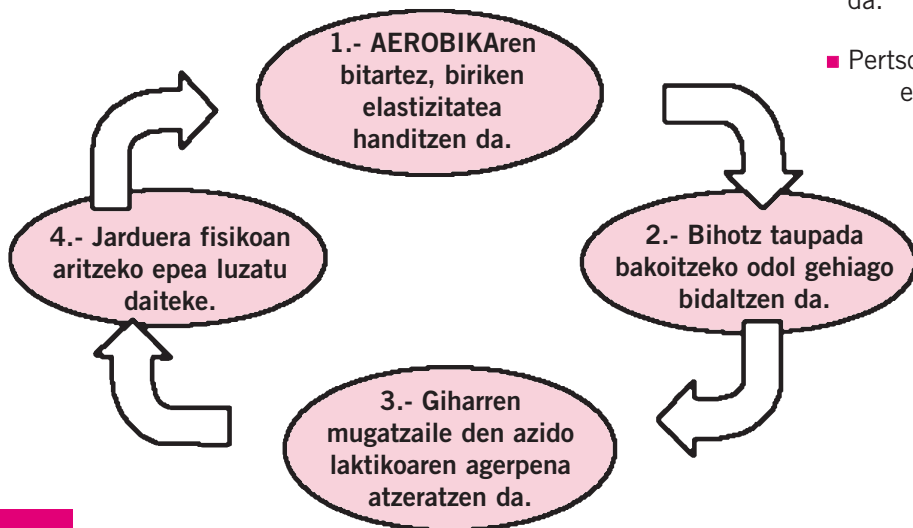 1.- AEROBIKAren
bitartez, biriken
elastizitatea
handitzen da.
2.- Bihotz taupada
bakoitzeko odol gehiago
bidaltzen da.
3.- Giharren
mugatzaile den azido
laktikoaren agerpena
atzeratzen da.
4.- Jarduera fisikoan
aritzeko epea luzatu
daiteke.
da.